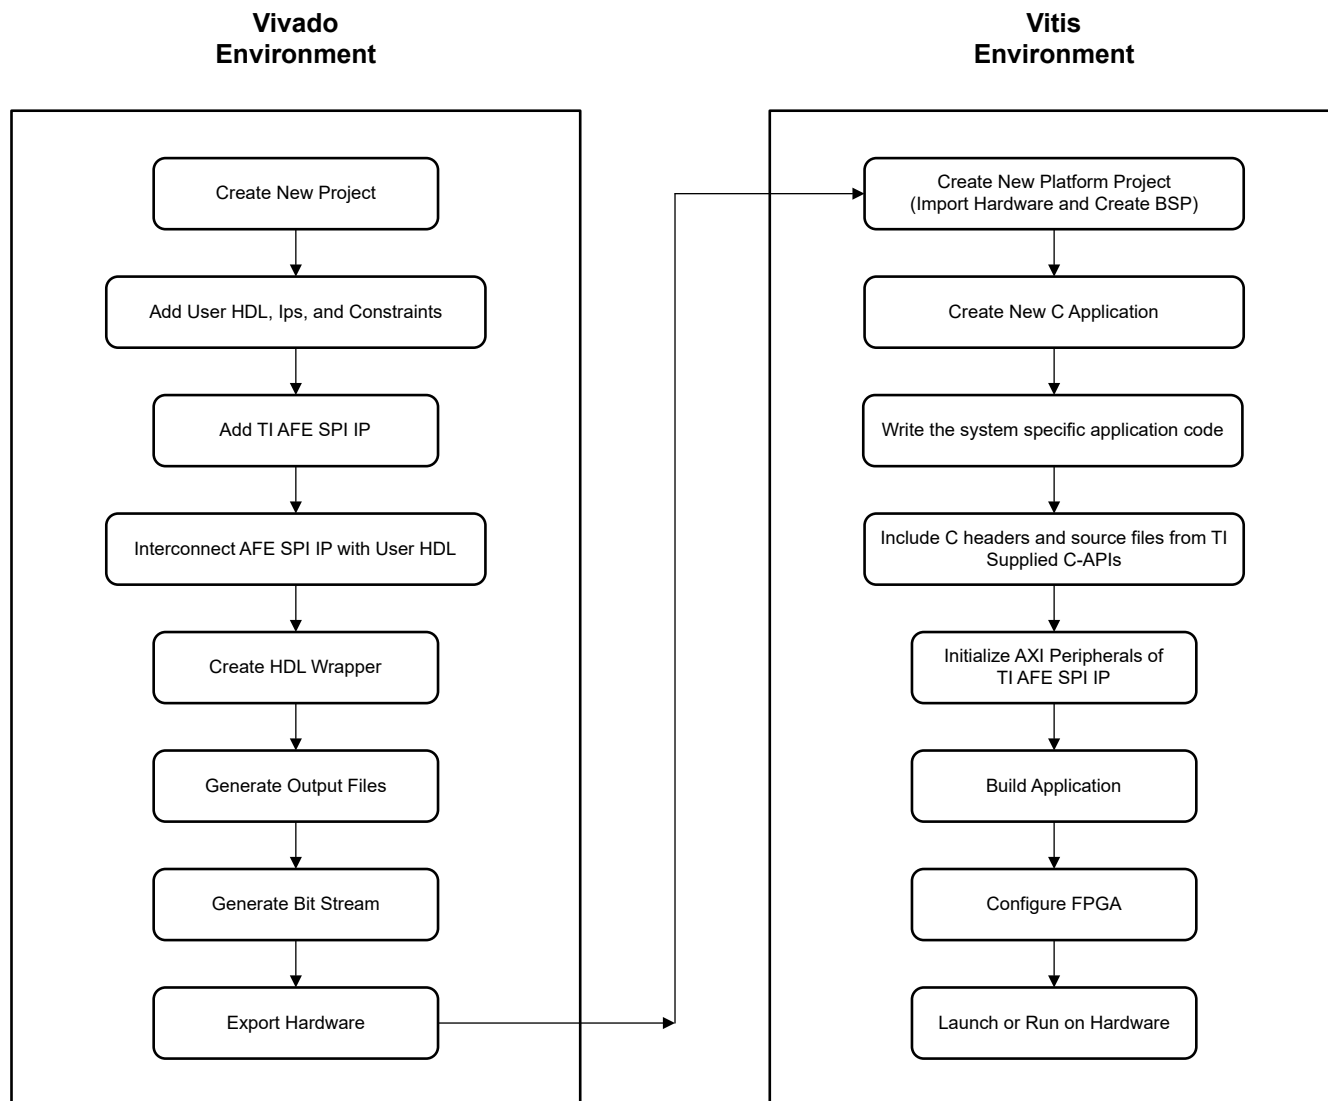 Vivado
Environment
Create New Project
Add User HDL, Ips, and Constraints
Add TI AFE SPI IP
Interconnect AFE SPI IP with User HDL
Create HDL Wrapper
Generate Output Files
Generate Bit Stream
Export Hardware
Vitis
Environment
Create New Platform Project
(Import Hardware and Create BSP)
Create New C Application
Write the system specific application code
Include C headers and source files from TI
Supplied C-APIs
Initialize AXI Peripherals of
TI AFE SPI IP
Build Application
Configure FPGA
Launch or Run on Hardware